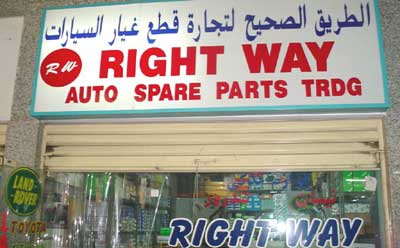 الطريق الصحيح لتجارة قطع غيار السيارات
RW RIGHT WAY
AUTO SPARE PARTS TRDG
LAND-
ROVER
TOYOTA
RIGHT WAY